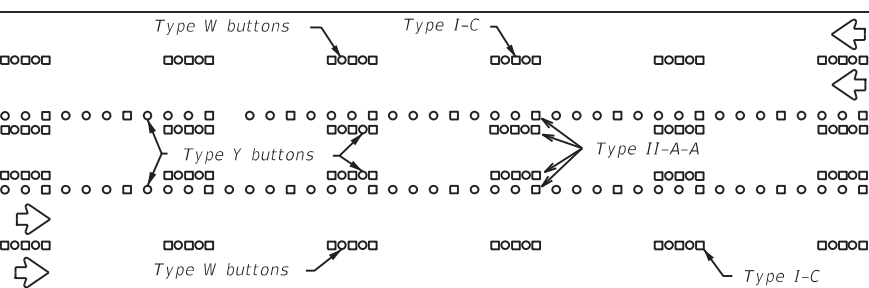 Type W buttons
Type I-C
Type Y buttons
Type II-A-A
Type W buttons
Type I-C